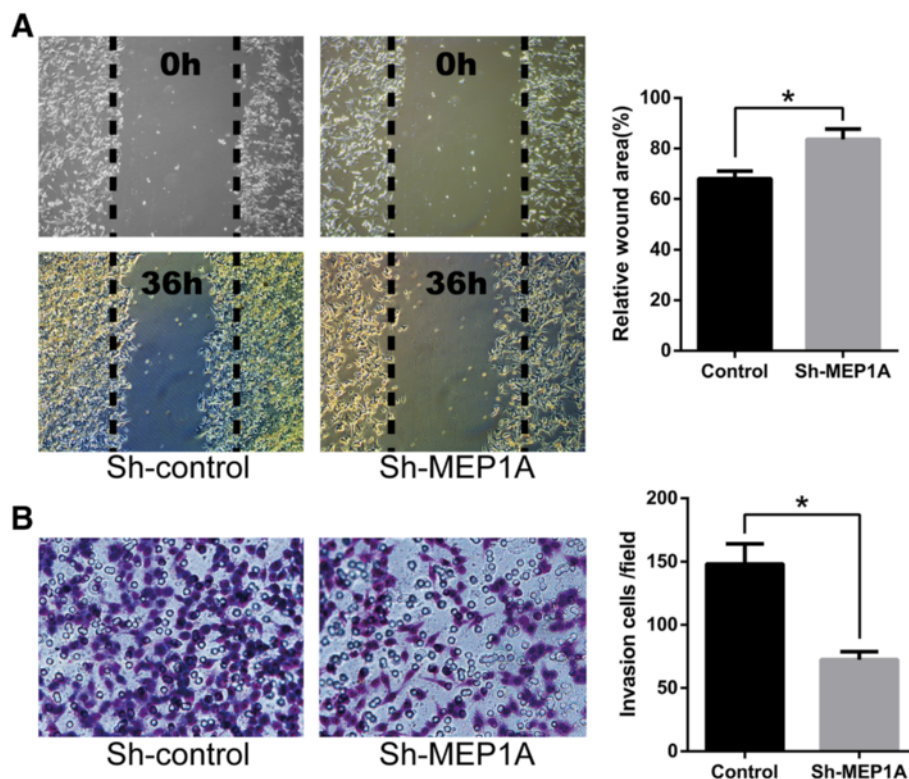 A
0h
0h
36h
36h
Sh-control
Sh-MEP1A
Relative wound area(%)
100
80
60
40
20
0
*
Control
Sh-MEP1A
B
Sh-control
Sh-MEP1A
Invasion cells /field
200
150
100
50
0
*
Control
Sh-MEP1A